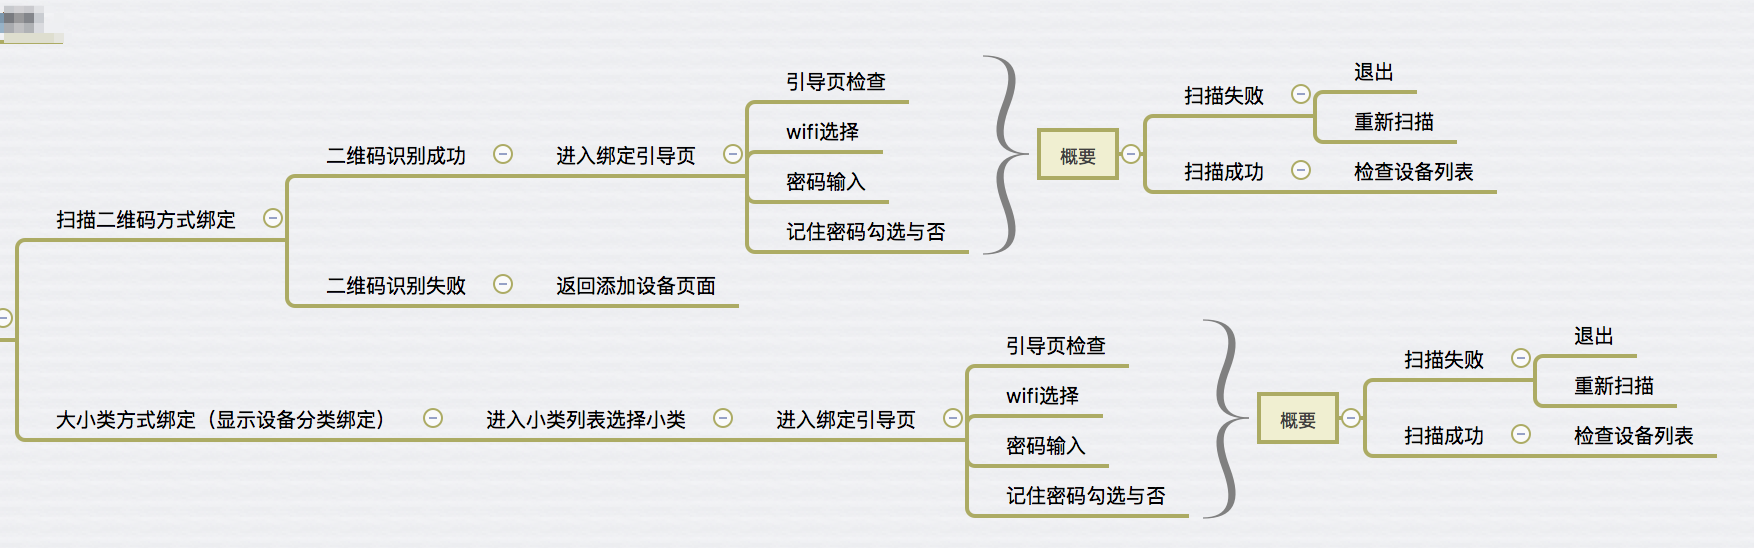 扫描二维码方式绑定
二维码识别成功
进入绑定引导页
引导页检查
wifi选择
密码输入
记住密码勾选与否
概要
扫描失败
退出
重新扫描
扫描成功
检查设备列表
二维码识别失败
返回添加设备页面
大小类方式绑定（显示设备分类绑定）
进入小类列表选择小类
进入绑定引导页
引导页检查
wifi选择
密码输入
记住密码勾选与否
概要
扫描失败
退出
重新扫描
扫描成功
检查设备列表